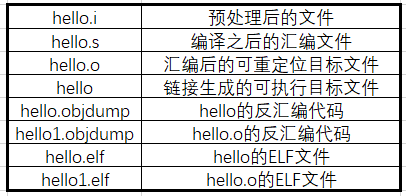 hello.i 预处理后的文件
hello.s 编译之后的汇编文件
hello.o 汇编后的可重定位目标文件
hello 链接生成的可执行目标文件
hello.objdump hello的反汇编代码
hello1.objdump hello.o的反汇编代码
hello.elf hello的ELF文件
hello1.elf hello.o的ELF文件